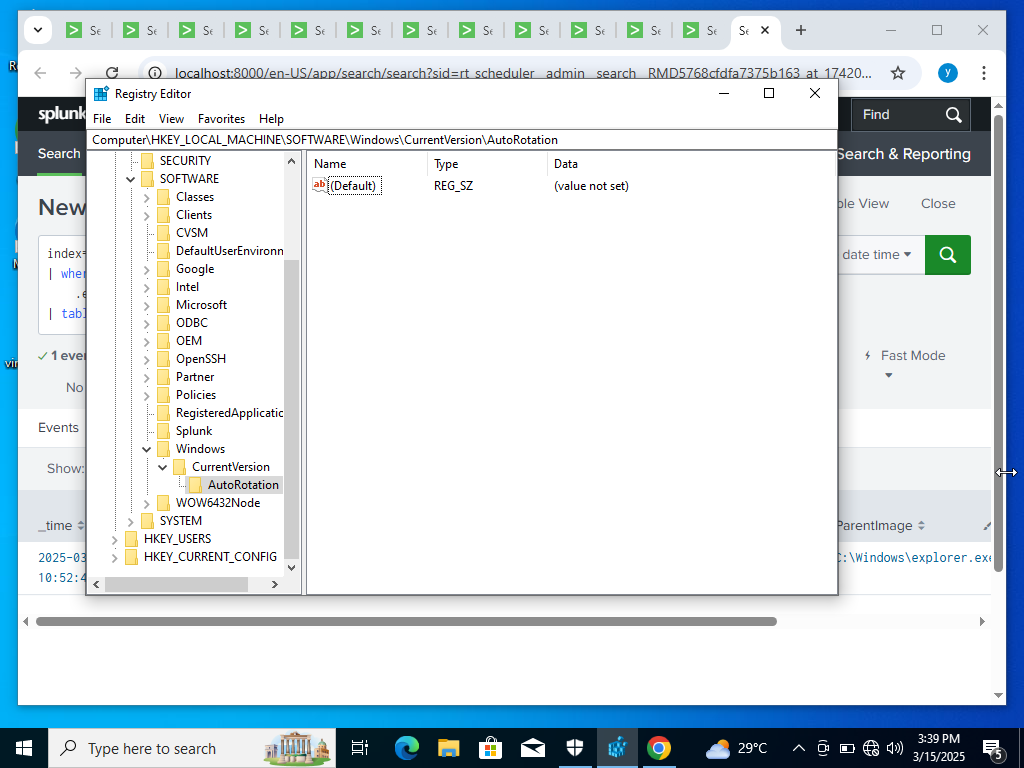 Se
Se
Se
Se
Se
Se
Se
Se
Se
Se
Se
Se
Se
localhost:8000/en-US/app/search/search?sid=rt_scheduler__admin__search__RMD5768cfdfa7375b163_at_17420...
y
Registry Editor
File Edit View Favorites Help
Computer\HKEY_LOCAL_MACHINE\SOFTWARE\Windows\CurrentVersion\AutoRotation
splunk
Find
Search
Search & Reporting
New
ble View
Close
index=
| wher
.e
| tabl
date time
1 ever
No
Fast Mode
Events
Show:
_time
ParentImage
2025-03
10:52:4
C:\Windows\explorer.exe
SECURITY
SOFTWARE
Classes
Clients
CVSM
DefaultUserEnvironn
Google
Intel
Microsoft
ODBC
OEM
OpenSSH
Partner
Policies
RegisteredApplicatic
Splunk
Windows
CurrentVersion
AutoRotation
WOW6432Node
SYSTEM
HKEY_USERS
HKEY_CURRENT_CONFIG
Name Type Data
ab (Default) REG_SZ (value not set)
Type here to search
29°C
3:39 PM
3/15/2025
5